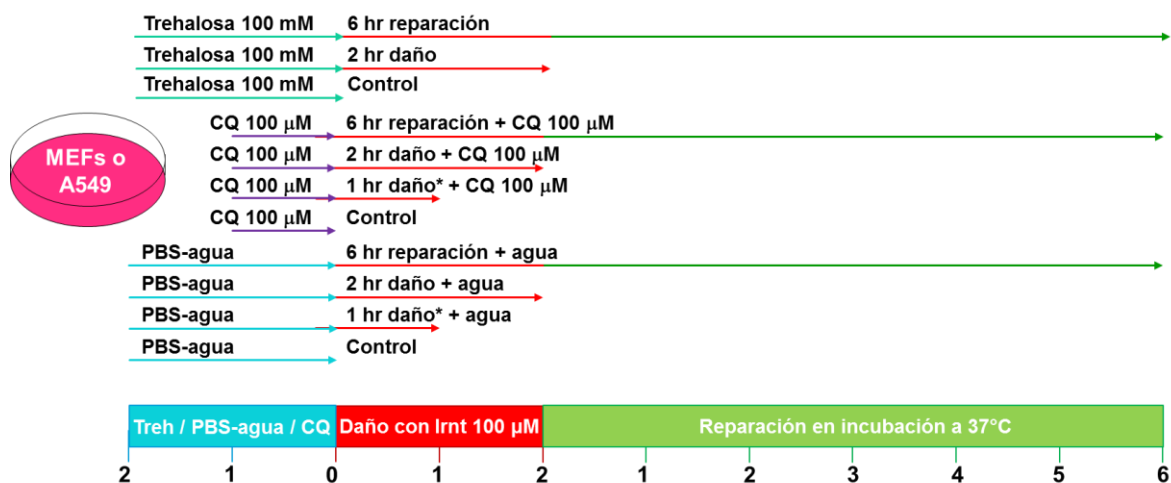 Trehalosa 100 mM 6 hr reparación
Trehalosa 100 mM 2 hr daño
Trehalosa 100 mM Control
CQ 100 μM 6 hr reparación + CQ 100 μM
CQ 100 μM 2 hr daño + CQ 100 μM
CQ 100 μM 1 hr daño* + CQ 100 μM
CQ 100 μM Control
MEFs o
A549
PBS-agua 6 hr reparación + agua
PBS-agua 2 hr daño + agua
PBS-agua 1 hr daño* + agua
PBS-agua Control
Treh / PBS-agua / CQ Daño con Irnt 100 μM Reparación en incubación a 37°C
2 1 0 1 2 1 2 3 4 5 6